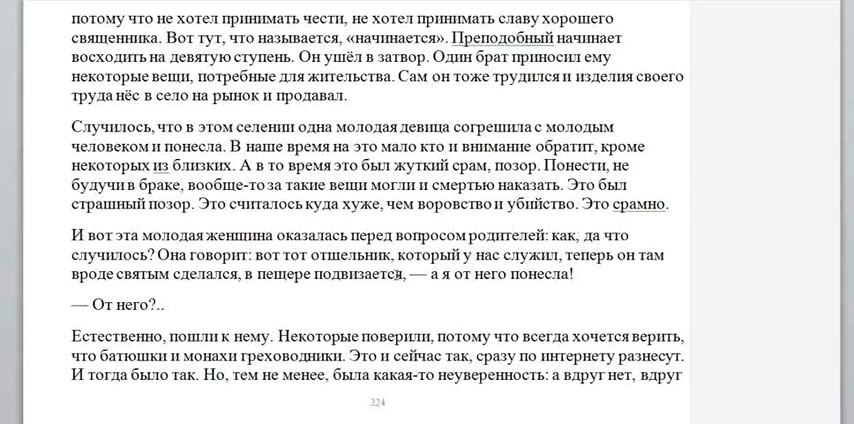 потому что не хотел принимать чести, не хотел принимать славу хорошего
священника. Вот тут, что называется, «начинается». Преподобный начинает
восходить на девятую ступень. Он ушёл в затвор. Один брат приносил ему
некоторые вещи, потребные для жительства. Сам он тоже трудился и изделия своего
труда нёс в село на рынок и продавал.
Случилось, что в этом селении одна молодая девица согрешила с молодым
человеком и понесла. В наше время на это мало кто и внимание обратит, кроме
некоторых из близких. А в то время это был жуткий срам, позор. Понести, не
будучи в браке, вообще-то за такие вещи могли и смертью наказать. Это был
страшный позор. Это считалось куда хуже, чем воровство и убийство. Это срамно.
И вот эта молодая женщина оказалась перед вопросом родителей: как, да что
случилось? Она говорит: вот тот отшельник, который у нас служил, теперь он там
вроде святым сделался, в пещере подвизается, — а я от него понесла!
— От него?..
Естественно, пошли к нему. Некоторые поверили, потому что всегда хочется верить,
что батюшки и монахи греховодники. Это и сейчас так, сразу по интернету разнесут.
И тогда было так. Но, тем не менее, была какая-то неуверенность: а вдруг нет, вдруг
224